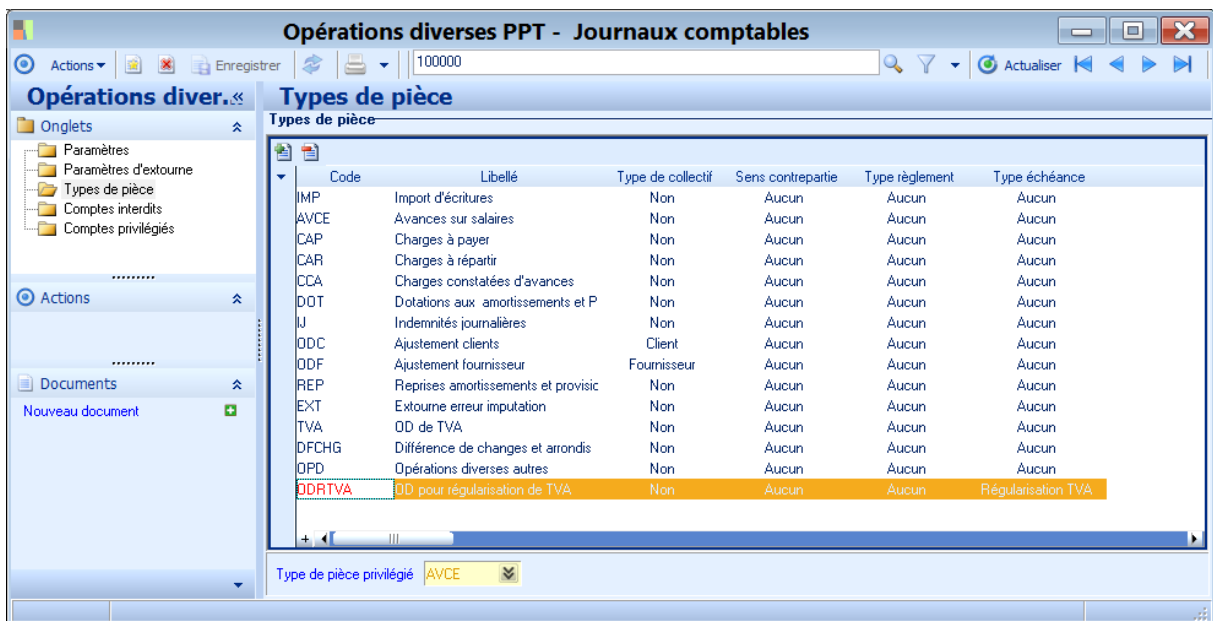 Opérations diverses PPT - Journaux comptables
Actions Enregistrer 100000 Actualiser
Opérations diver. «
Types de pièce
Types de pièce
Onglets
Paramètres
Paramètres d'extourne
Types de pièce
Comptes interdits
Comptes privilégiés
Actions
Documents
Nouveau document
Code Libellé Type de collectif Sens contrepartie Type règlement Type échéance
IMP Import d'écritures Non Aucun Aucun Aucun
AVCE Avances sur salaires Non Aucun Aucun Aucun
CAP Charges à payer Non Aucun Aucun Aucun
CAR Charges à répartir Non Aucun Aucun Aucun
CCA Charges constatées d'avances Non Aucun Aucun Aucun
DOT Dotations aux amortissements et P Non Aucun Aucun Aucun
IJ Indemnités journalières Non Aucun Aucun Aucun
ODC Ajustement clients Client Aucun Aucun Aucun
ODF Ajustement fournisseur Fournisseur Aucun Aucun Aucun
REP Reprises amortissements et provisic Non Aucun Aucun Aucun
EXT Extourne erreur imputation Non Aucun Aucun Aucun
TVA OD de TVA Non Aucun Aucun Aucun
DFCHG Différence de changes et arrondis Non Aucun Aucun Aucun
OPD Opérations diverses autres Non Aucun Aucun Aucun
ODRTVA OD pour régularisation de TVA Non Aucun Aucun Régularisation TVA
Type de pièce privilégié AVCE